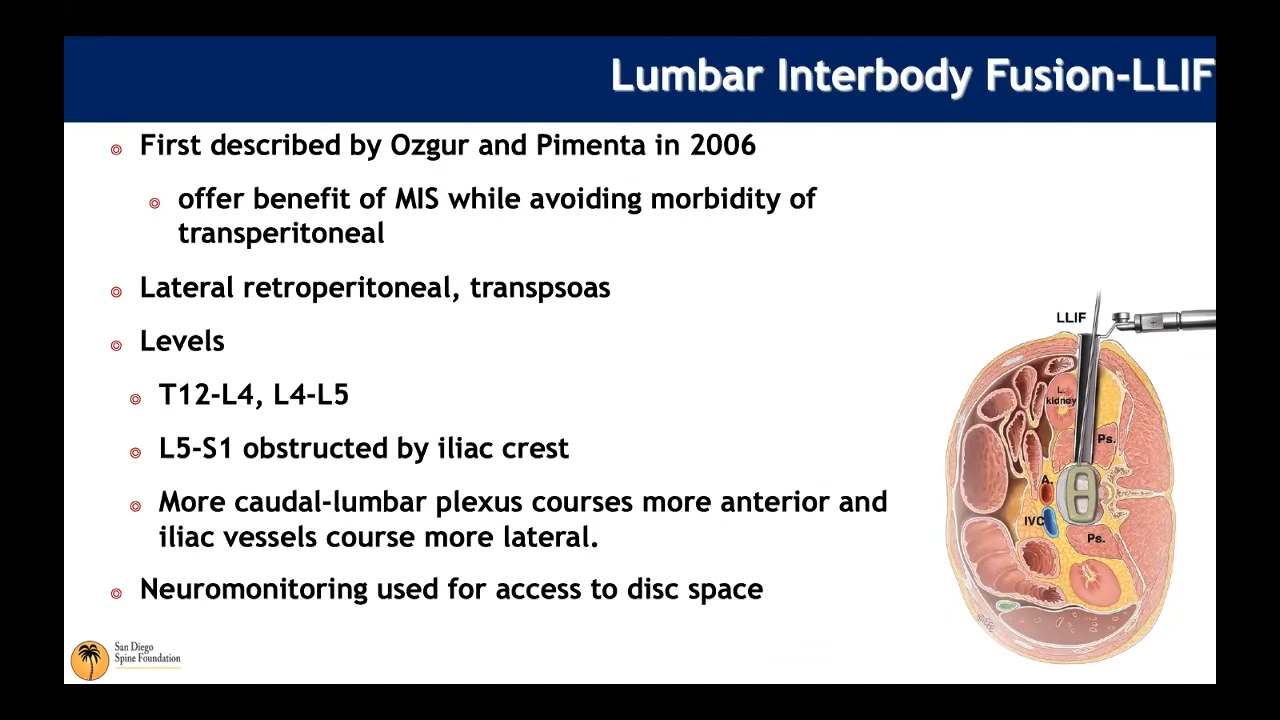 Lumbar Interbody Fusion-LLIF
First described by Ozgur and Pimenta in 2006
offer benefit of MIS while avoiding morbidity of
transperitoneal
Lateral retroperitoneal, transpsoas
Levels
T12-L4, L4-L5
L5-S1 obstructed by iliac crest
More caudal-lumbar plexus courses more anterior and
iliac vessels course more lateral.
Neuromonitoring used for access to disc space
LLIF
L.
kidney
Ps.
A.
IVC
Ps.
San Diego
Spine Foundation